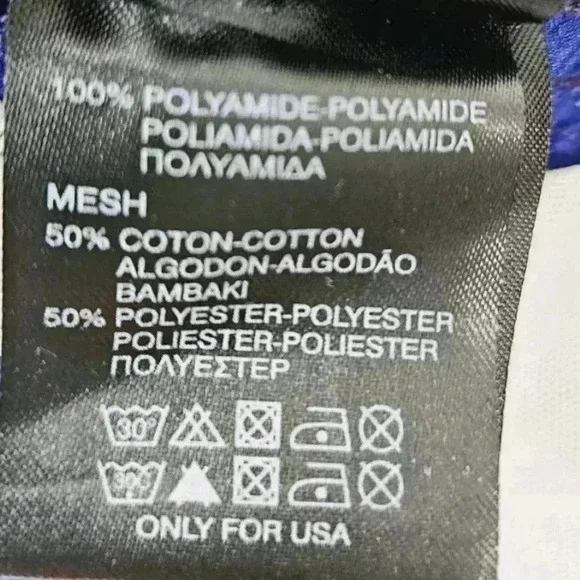 100% POLYAMIDE-POLYAMIDE
POLIAMIDA-POLIAMIDA
ΠΟΛΥΑΜΙΔΑ
MESH
50% COTON-COTTON
ALGODON-ALGODÃO
BAMBAKI
50% POLYESTER-POLYESTER
POLIESTER-POLIESTER
ΠΟΛΥΕΣΤΕΡ
30°
30°
ONLY FOR USA